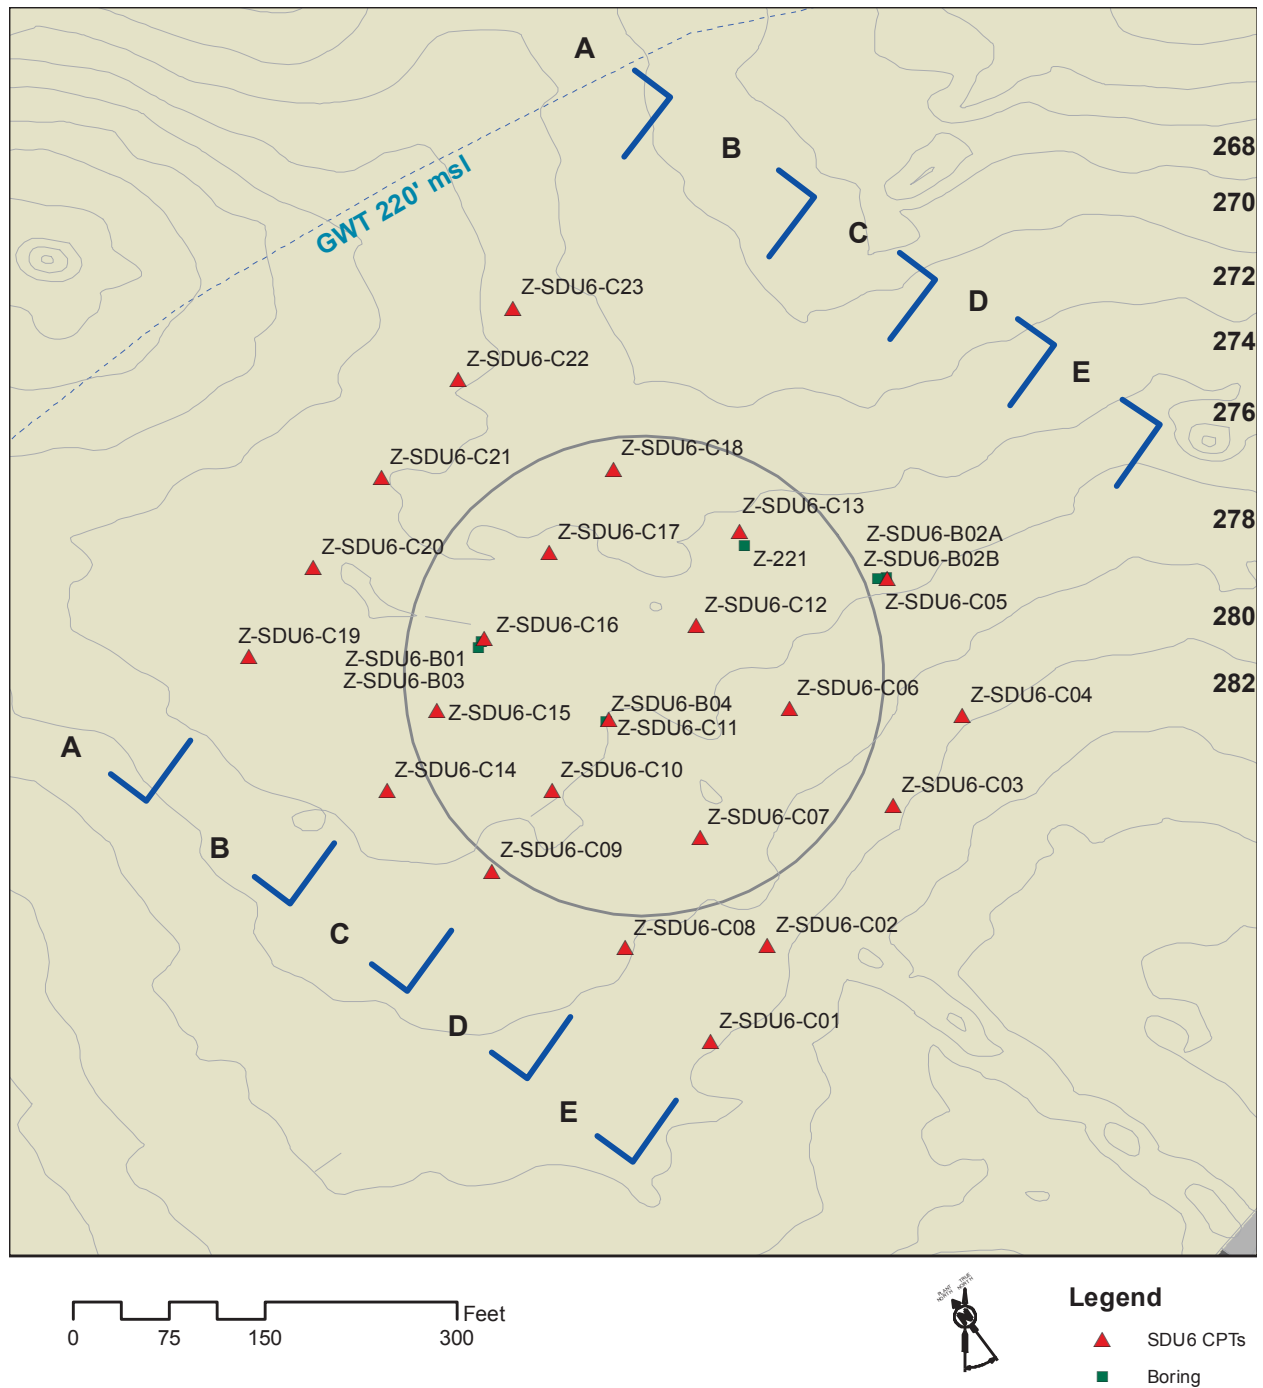 A
B
268
GWT 220' msl
270
C
272
Z-SDU6-C23
D
274
Z-SDU6-C22
E
276
Z-SDU6-C18
Z-SDU6-C21
Z-SDU6-C13
278
Z-SDU6-C17
Z-SDU6-B02A
Z-SDU6-C20
Z-221
Z-SDU6-B02B
Z-SDU6-C12
Z-SDU6-C05
280
Z-SDU6-C19
Z-SDU6-C16
Z-SDU6-B01
Z-SDU6-B03
282
Z-SDU6-C06
Z-SDU6-C04
Z-SDU6-C15
Z-SDU6-B04
Z-SDU6-C11
A
Z-SDU6-C14
Z-SDU6-C10
Z-SDU6-C03
Z-SDU6-C07
B
Z-SDU6-C09
C
Z-SDU6-C08
Z-SDU6-C02
D
Z-SDU6-C01
E
Feet
0 75 150 300
PLANT NORTH
TRUE NORTH
Legend
SDU6 CPTs
Boring